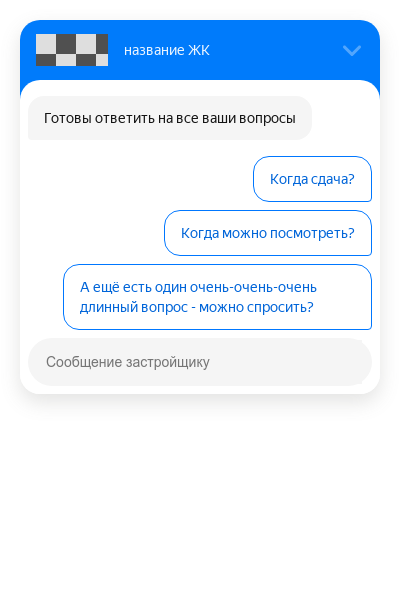 название ЖК
Готовы ответить на все ваши вопросы
Когда сдача?
Когда можно посмотреть?
А ещё есть один очень-очень-очень
длинный вопрос - можно спросить?
Сообщение застройщику